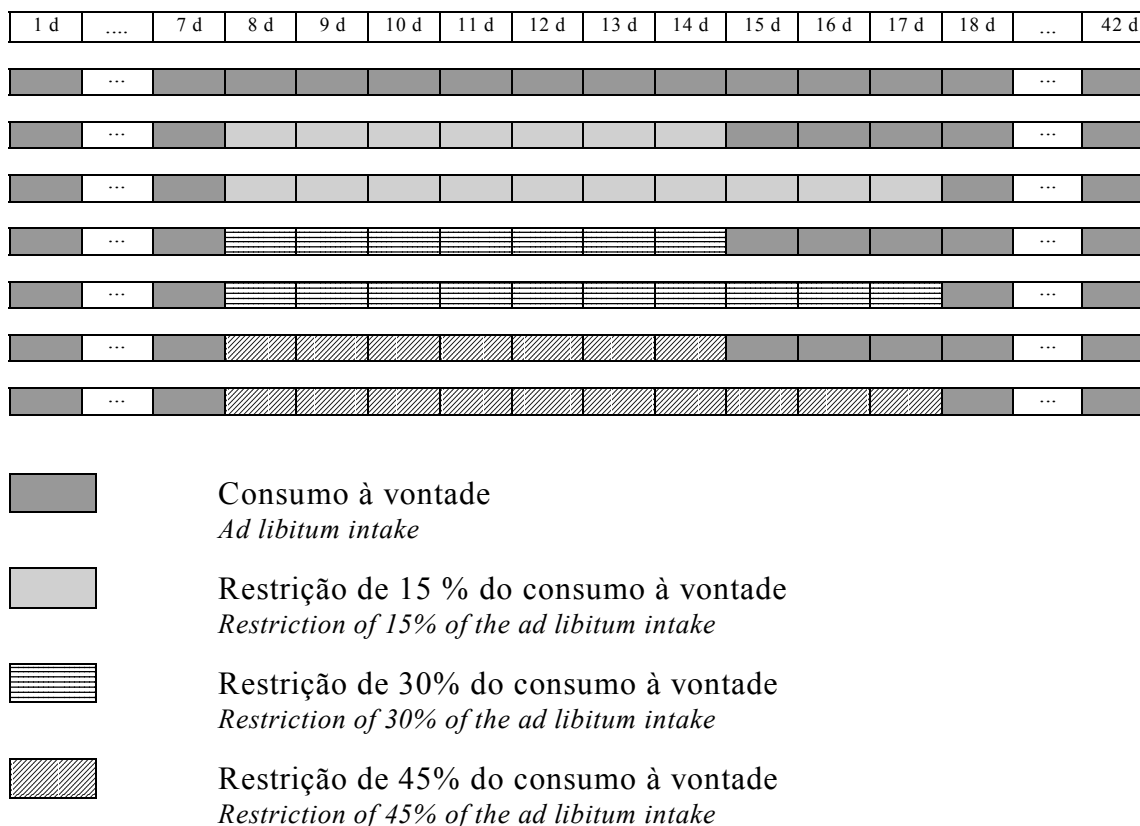 1 d .... 7 d 8 d 9 d 10 d 11 d 12 d 13 d 14 d 15 d 16 d 17 d 18 d ... 42 d
... ...
... ...
... ...
... ...
... ...
... ...
... ...
Consumo à vontade
Ad libitum intake
Restrição de 15 % do consumo à vontade
Restriction of 15% of the ad libitum intake
Restrição de 30% do consumo à vontade
Restriction of 30% of the ad libitum intake
Restrição de 45% do consumo à vontade
Restriction of 45% of the ad libitum intake